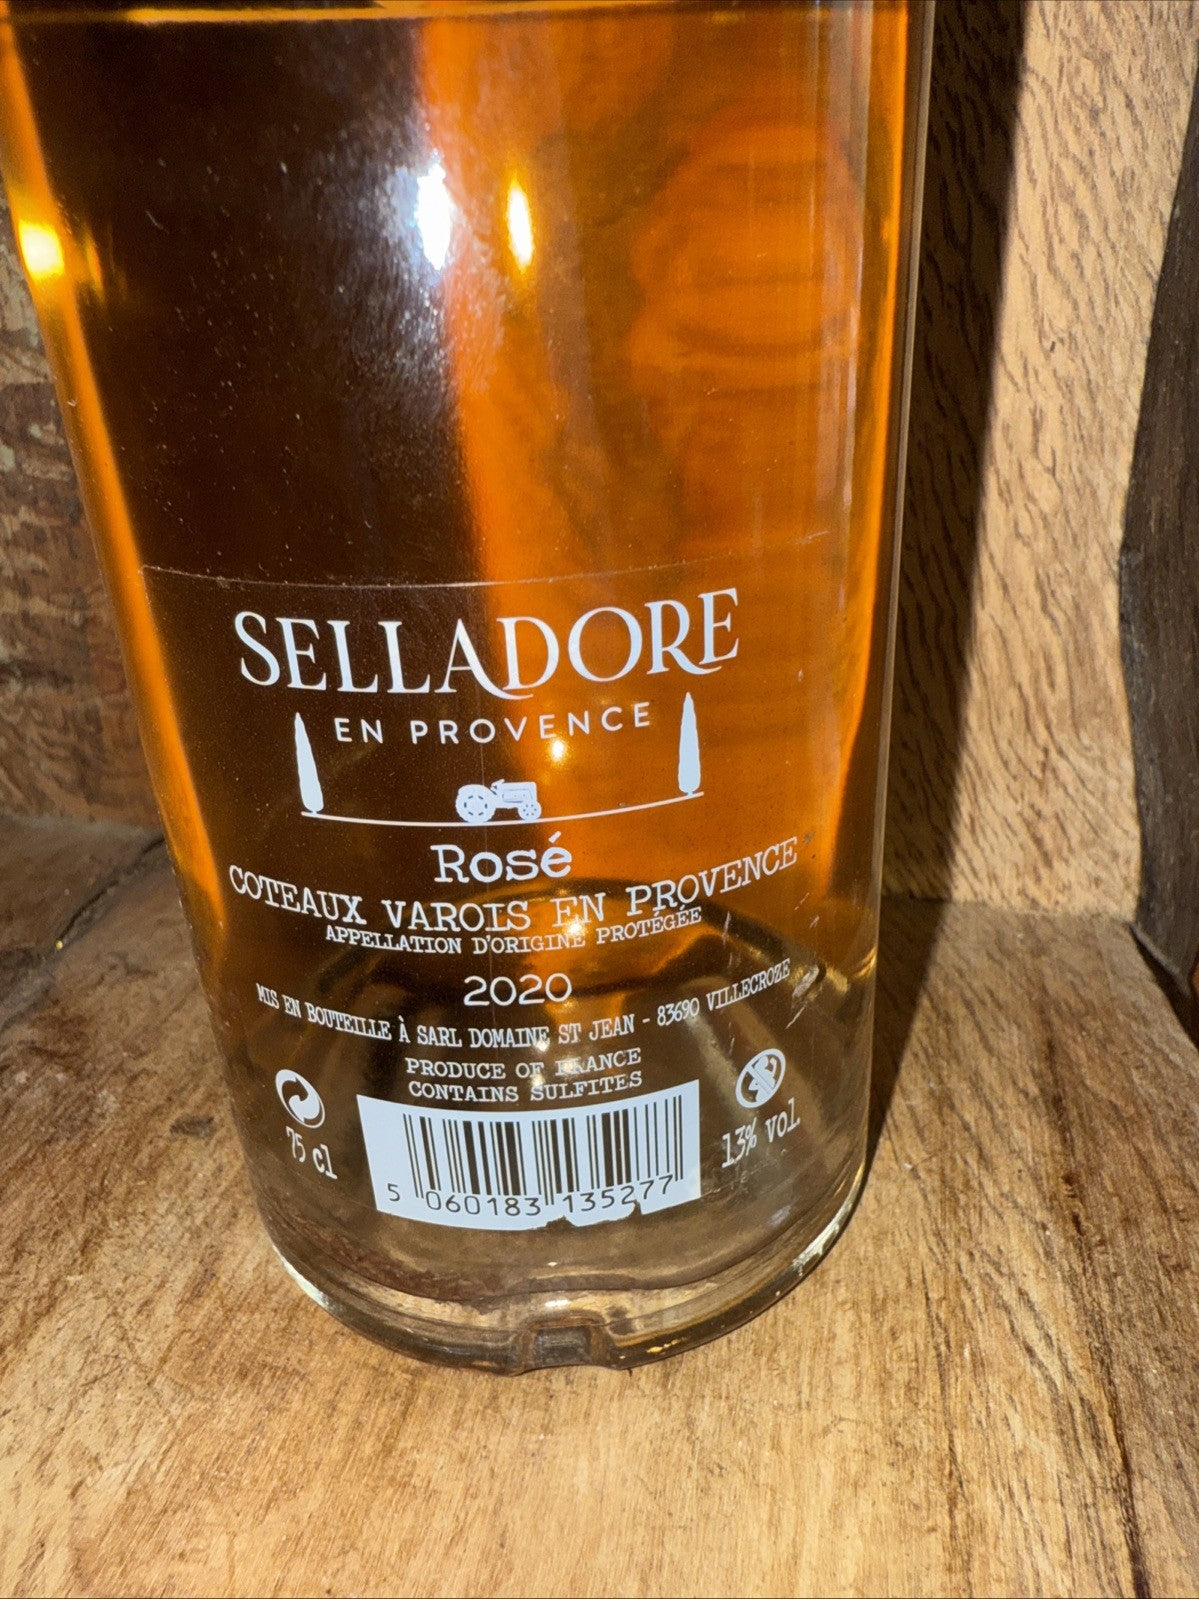 SELLADORE
EN PROVENCE
Rosé
COTEAUX VAROIS EN PROVENCE
APPELLATION D'ORIGINE PROTÉGÉE
2020
MIS EN BOUTEILLE À SARL DOMAINE ST JEAN - 83690 VILLECROZE
PRODUCE OF FRANCE
CONTAINS SULFITES
75 cl
13% vol.
5 060183 135277